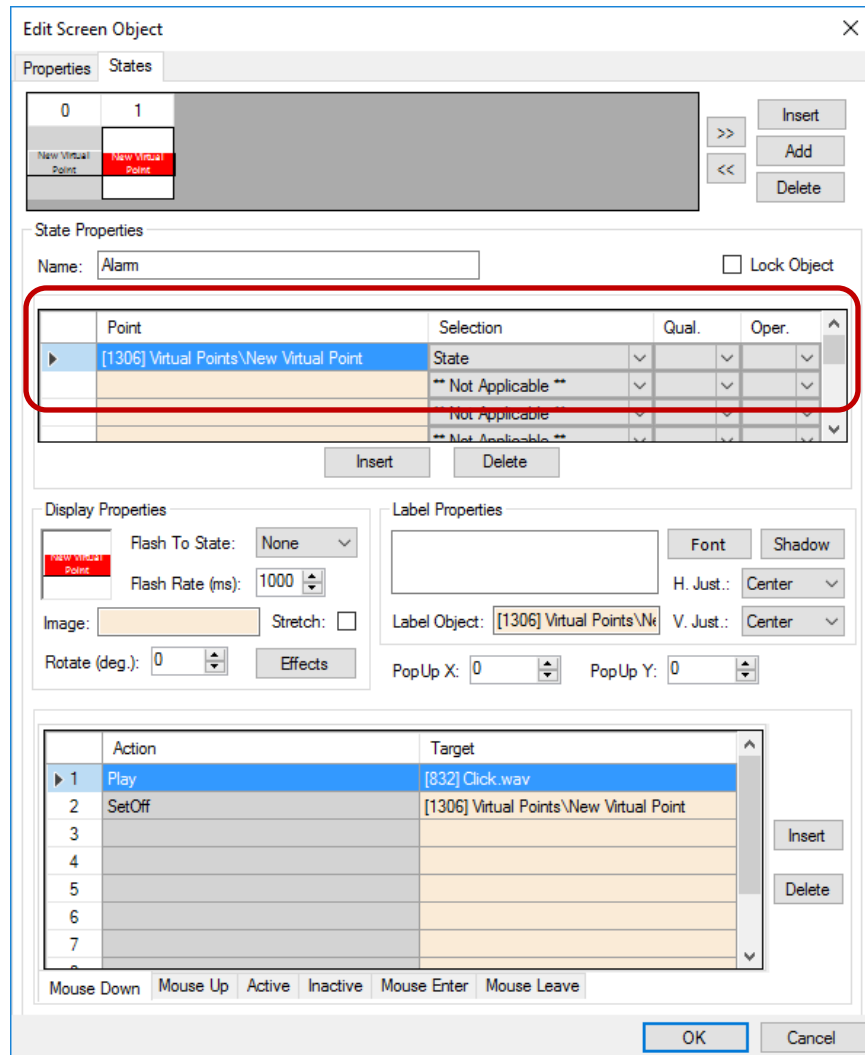 Edit Screen Object
Properties States
0 1
New Virtual Point New Virtual Point
>>
<<
Insert
Add
Delete
State Properties
Name: Alarm Lock Object
Point Selection Qual. Oper.
[1306] Virtual Points\New Virtual Point State
** Not Applicable **
** Not Applicable **
** Not Applicable **
Insert Delete
Display Properties
New Virtual
Point
Flash To State: None
Flash Rate (ms): 1000
Image: Stretch:
Rotate (deg.): 0 Effects
Label Properties
Font Shadow
H. Just.: Center
Label Object: [1306] Virtual Points\Ne V. Just.: Center
PopUp X: 0 PopUp Y: 0
Action Target
1 Play [832] Click.wav
2 SetOff [1306] Virtual Points\New Virtual Point
3
4
5
6
7
Insert
Delete
Mouse Down Mouse Up Active Inactive Mouse Enter Mouse Leave
OK Cancel